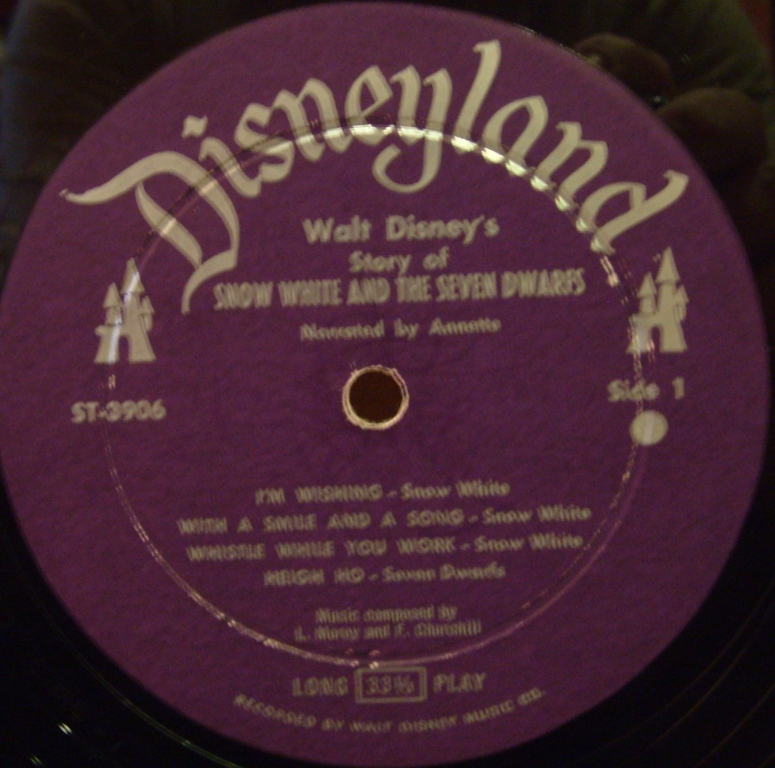 Disneyland
Walt Disney's
Story of
SNOW WHITE AND THE SEVEN DWARFS
Narrated by Annette
ST-3906
Side 1
I'M WISHING - Snow White
WITH A SMILE AND A SONG - Snow White
WHISTLE WHILE YOU WORK - Snow White
HEIGH HO - Seven Dwarfs
Music composed by
L. Morey and F. Churchill
LONG 33⅓ PLAY
RECORDED BY WALT DISNEY MUSIC CO.